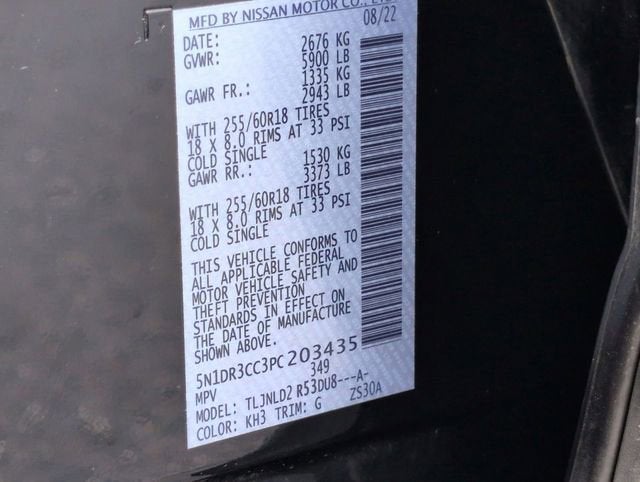 MFD BY NISSAN MOTOR CO., LTD.
DATE: 08/22
GVWR: 2676 KG
5900 LB
GAWR FR.: 1335 KG
2943 LB
WITH 255/60R18 TIRES
18 X 8.0 RIMS AT 33 PSI
COLD SINGLE
GAWR RR.: 1530 KG
3373 LB
WITH 255/60R18 TIRES
18 X 8.0 RIMS AT 33 PSI
COLD SINGLE
THIS VEHICLE CONFORMS TO
ALL APPLICABLE FEDERAL
MOTOR VEHICLE SAFETY AND
THEFT PREVENTION
STANDARDS IN EFFECT ON
THE DATE OF MANUFACTURE
SHOWN ABOVE.
5N1DR3CC3PC203435
MPV 349
MODEL: TLJNLD2 R53DU8---A-
COLOR: KH3 TRIM: G ZS30A